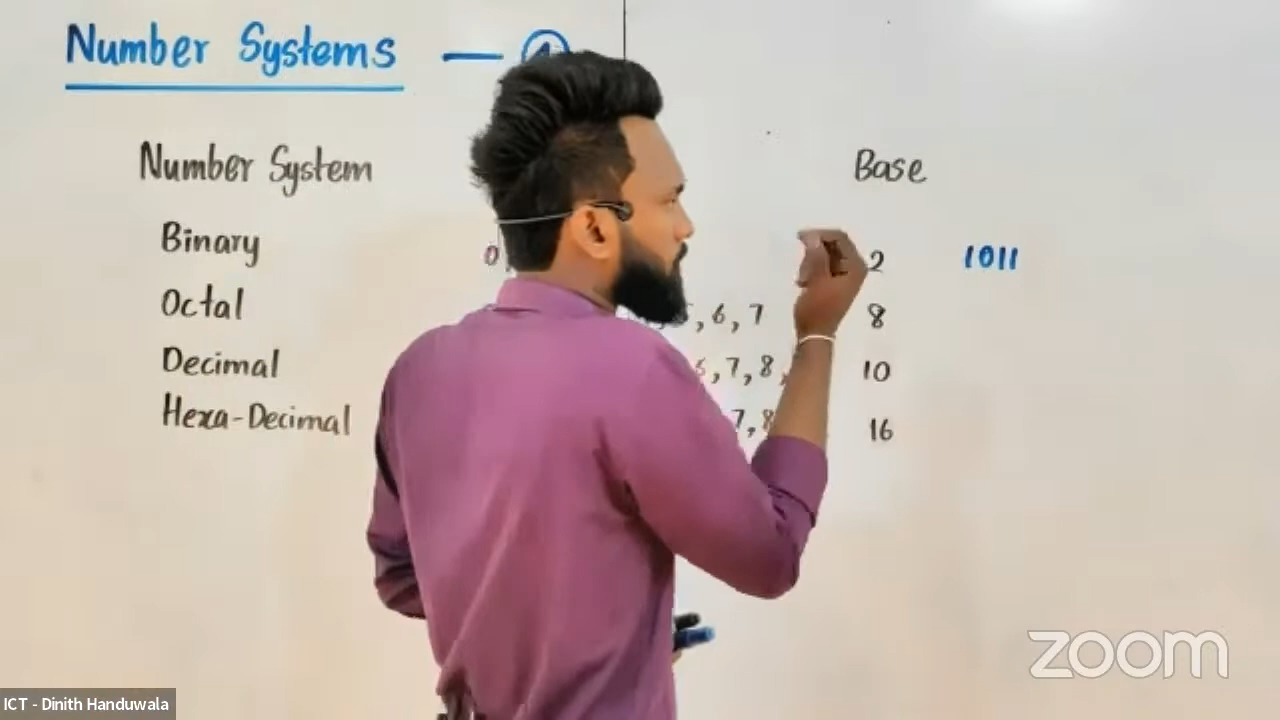 Number Systems —
Number System Base
Binary 0 2 1011
Octal 5, 6, 7 8
Decimal 6, 7, 8, 10
Hexa-Decimal 7, 8 16
zoom
ICT - Dinith Handuwala